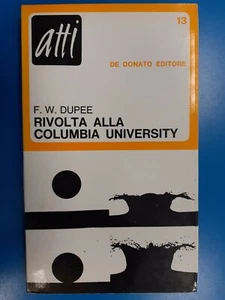 atti
13
DE DONATO EDITORE
F. W. DUPEE
RIVOLTA ALLA
COLUMBIA UNIVERSITY